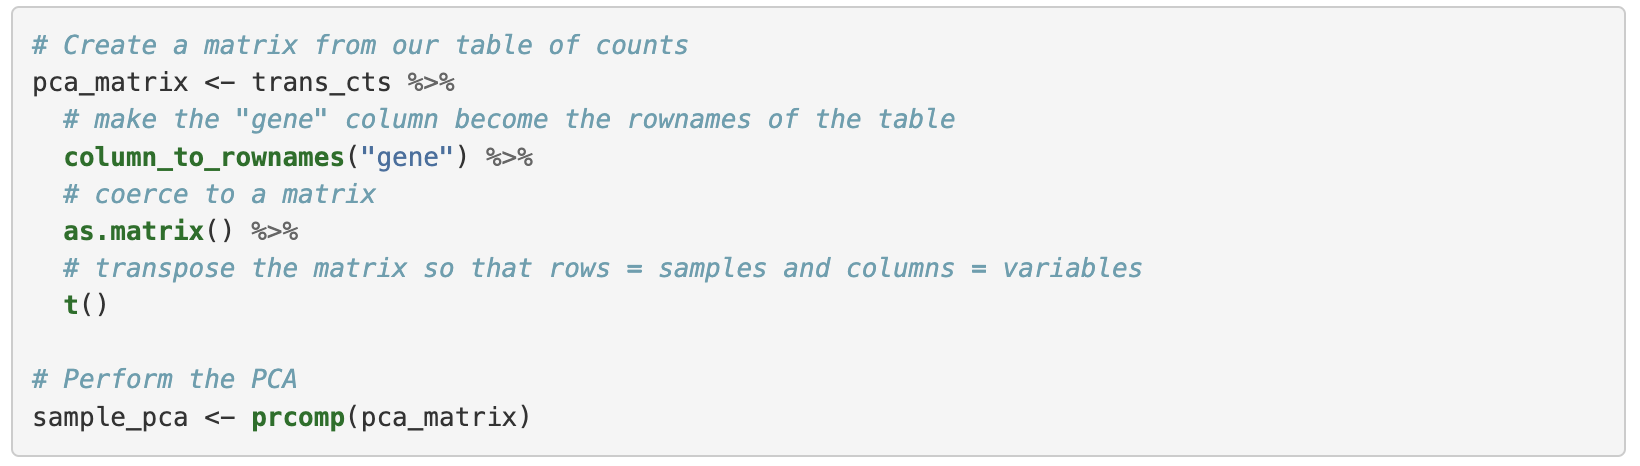 # Create a matrix from our table of counts
pca_matrix <- trans_cts %>%
  # make the "gene" column become the rownames of the table
  column_to_rownames("gene") %>%
  # coerce to a matrix
  as.matrix() %>%
  # transpose the matrix so that rows = samples and columns = variables
  t()

# Perform the PCA
sample_pca <- prcomp(pca_matrix)